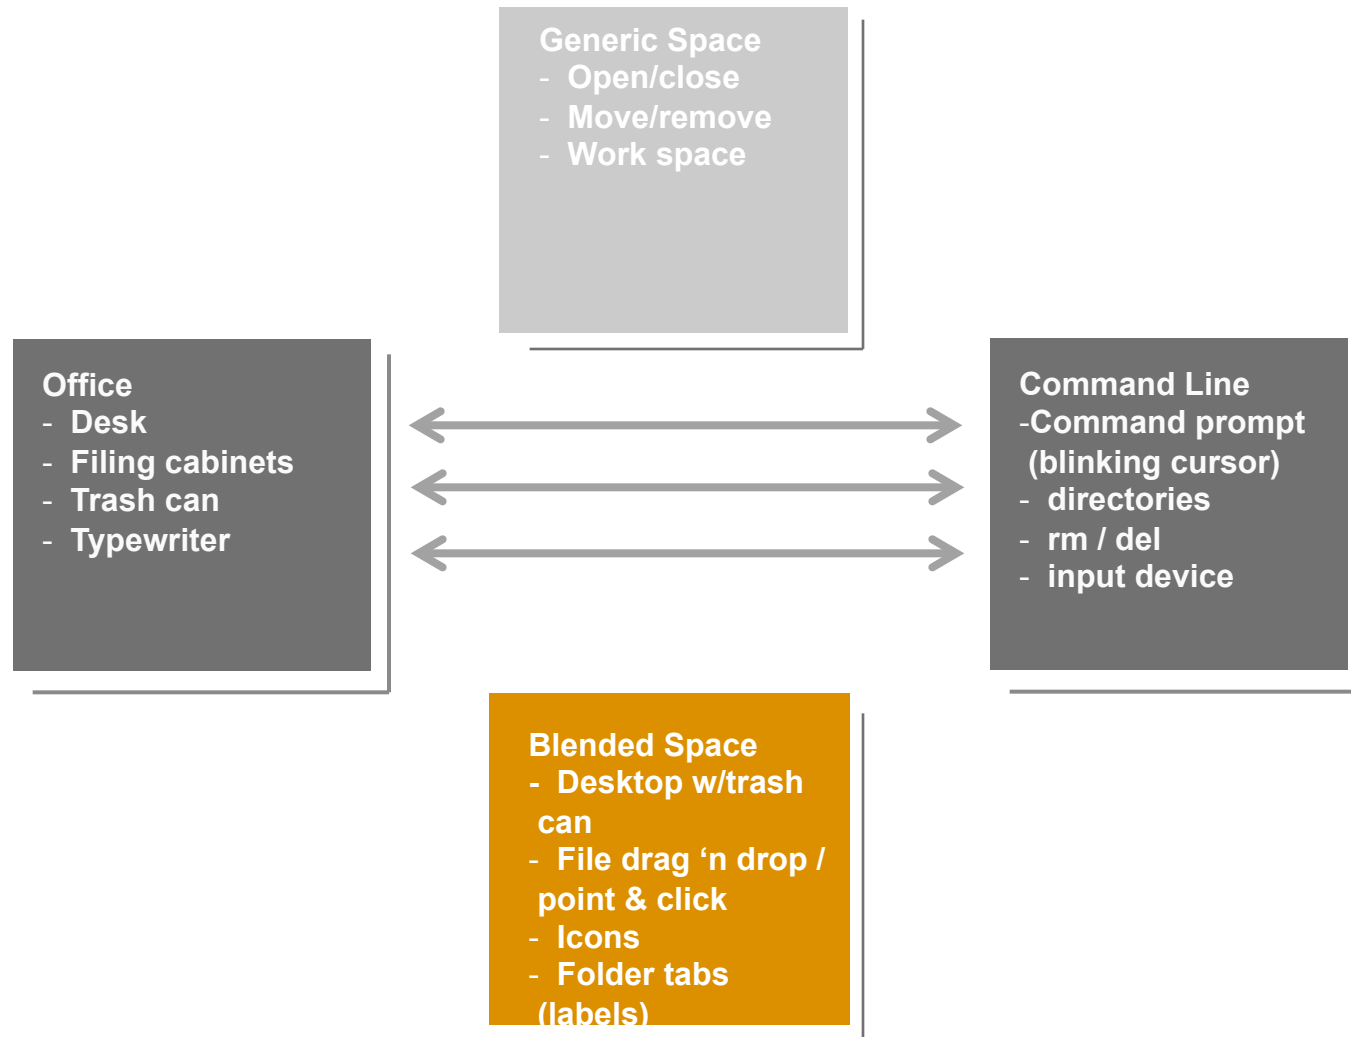 Generic Space
- Open/close
- Move/remove
- Work space
Office
- Desk
- Filing cabinets
- Trash can
- Typewriter
Command Line
-Command prompt
(blinking cursor)
- directories
- rm / del
- input device
Blended Space
- Desktop w/trash
can
- File drag ‘n drop /
point & click
- Icons
- Folder tabs
(labels)